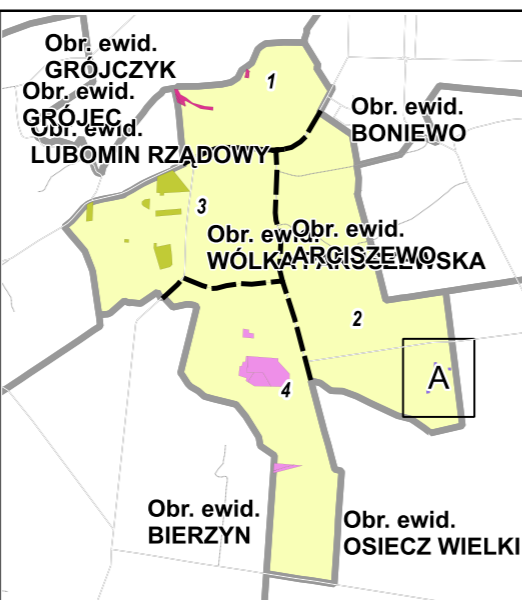 Obr. ewid.
GRÓJCZYK
Obr. ewid.
GRÓJEC
Obr. ewid.
LUBOMIN RZĄDOWY
1
Obr. ewid.
BONIEWO
3
Obr. ewid.
WÓLKA
Obr. ewid.
ARCISZEWO
2
A
4
Obr. ewid.
BIERZYN
Obr. ewid.
OSIECZ WIELKI